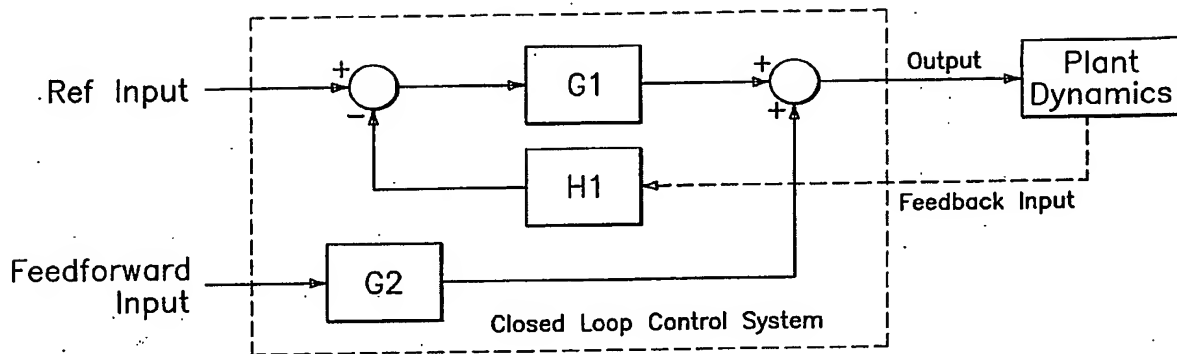 Ref Input
+
−
G1
+
+
Output
Plant
Dynamics
H1
Feedback Input
Feedforward
Input
G2
Closed Loop Control System